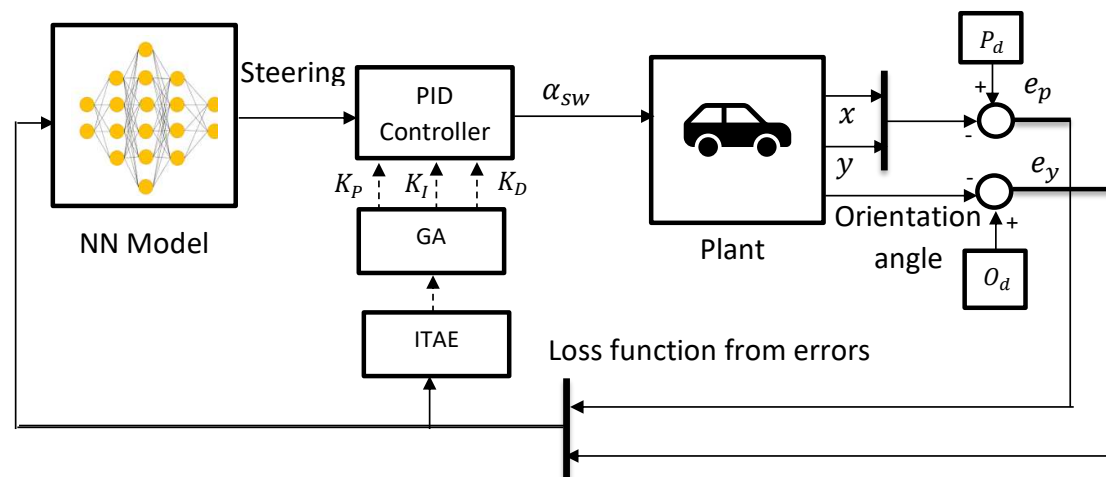 P_d
Steering
PID
Controller
α_sw
+
e_p
x
-
y
K_P K_I K_D
-
e_y
NN Model
GA
Plant
Orientation
angle
+
O_d
ITAE
Loss function from errors